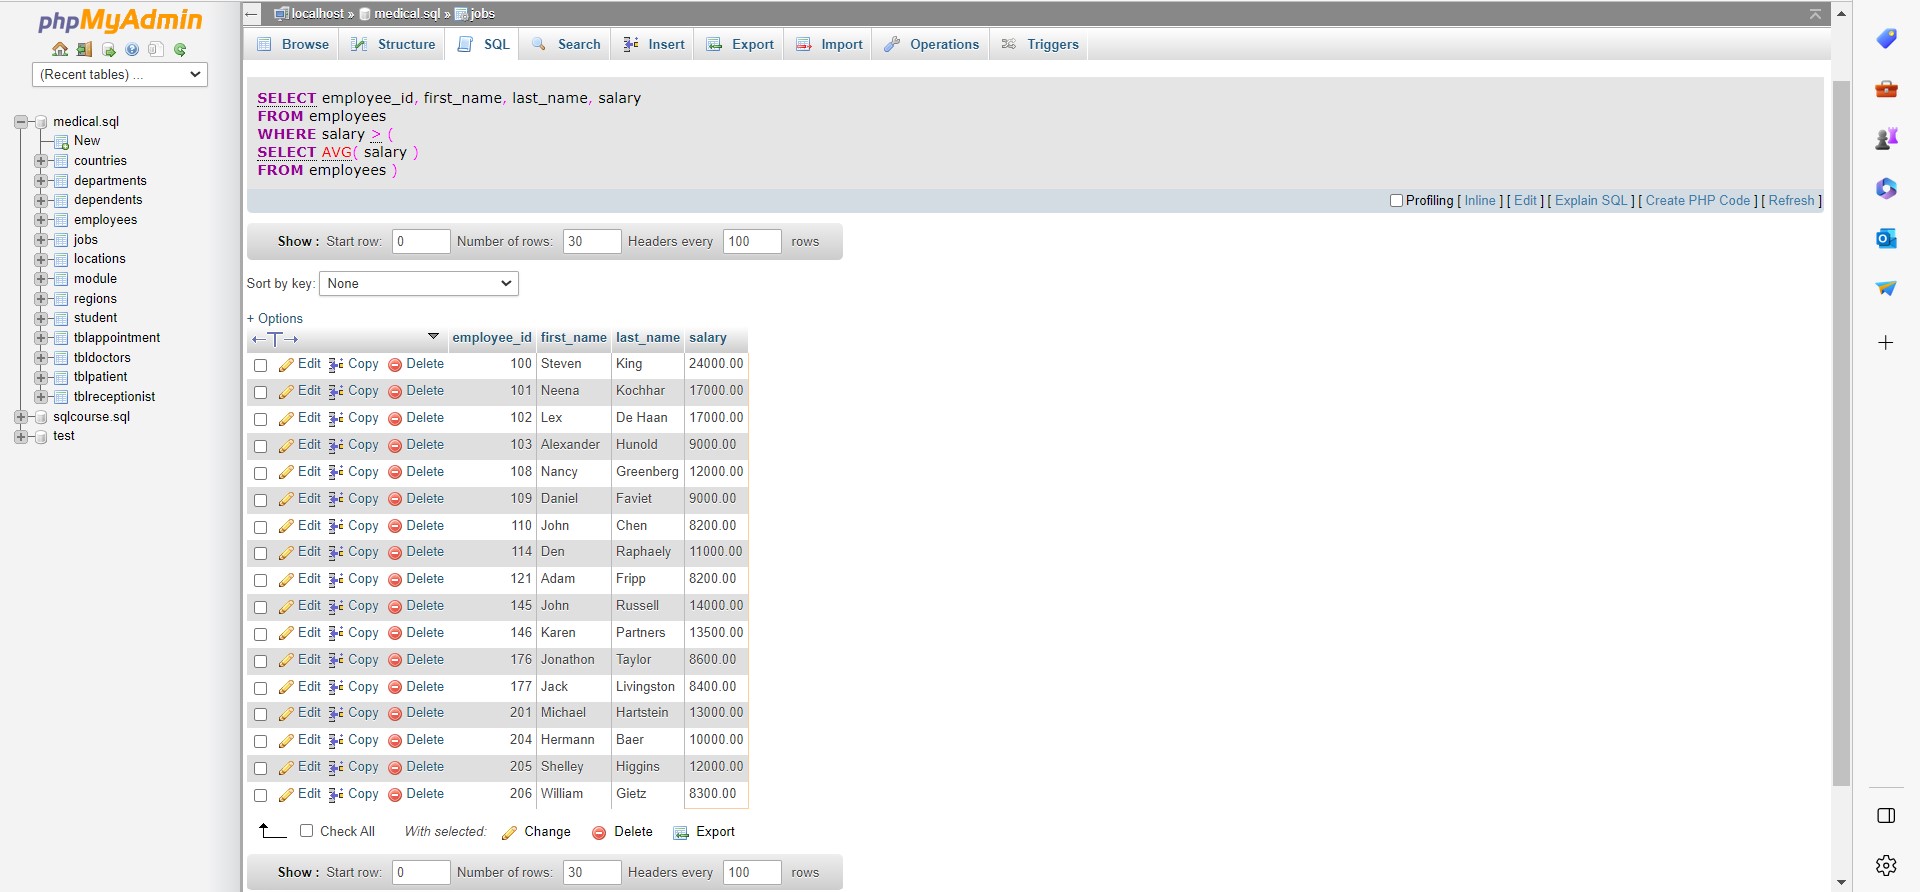 phpMyAdmin
(Recent tables) ...
medical.sql
New
countries
departments
dependents
employees
jobs
locations
module
regions
student
tblappointment
tbldoctors
tblpatient
tblreceptionist
sqlcourse.sql
test
localhost » medical.sql » jobs
Browse Structure SQL Search Insert Export Import Operations Triggers
SELECT employee_id, first_name, last_name, salary
FROM employees
WHERE salary > (
SELECT AVG( salary )
FROM employees )
Profiling [ Inline ] [ Edit ] [ Explain SQL ] [ Create PHP Code ] [ Refresh ]
Show : Start row: 0 Number of rows: 30 Headers every 100 rows
Sort by key: None
+ Options
employee_id first_name last_name salary
Edit Copy Delete 100 Steven King 24000.00
Edit Copy Delete 101 Neena Kochhar 17000.00
Edit Copy Delete 102 Lex De Haan 17000.00
Edit Copy Delete 103 Alexander Hunold 9000.00
Edit Copy Delete 108 Nancy Greenberg 12000.00
Edit Copy Delete 109 Daniel Faviet 9000.00
Edit Copy Delete 110 John Chen 8200.00
Edit Copy Delete 114 Den Raphaely 11000.00
Edit Copy Delete 121 Adam Fripp 8200.00
Edit Copy Delete 145 John Russell 14000.00
Edit Copy Delete 146 Karen Partners 13500.00
Edit Copy Delete 176 Jonathon Taylor 8600.00
Edit Copy Delete 177 Jack Livingston 8400.00
Edit Copy Delete 201 Michael Hartstein 13000.00
Edit Copy Delete 204 Hermann Baer 10000.00
Edit Copy Delete 205 Shelley Higgins 12000.00
Edit Copy Delete 206 William Gietz 8300.00
Check All With selected: Change Delete Export
Show : Start row: 0 Number of rows: 30 Headers every 100 rows